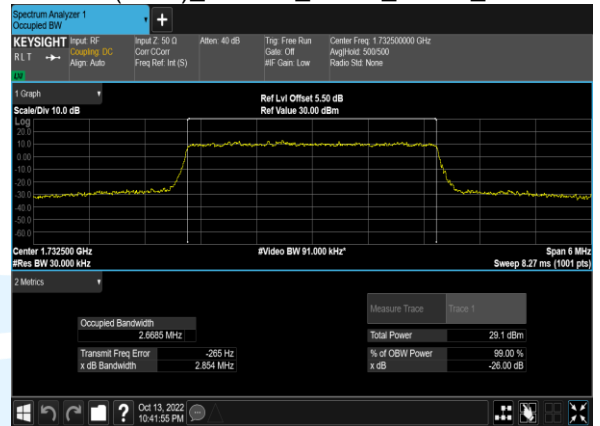 Spectrum Analyzer 1
Occupied BW
KEYSIGHT Input: RF Input Z: 50 Ω Atten: 40 dB Trig: Free Run Center Freq: 1.732500000 GHz
RLT Coupling: DC Corr CCorr Gate: Off Avg|Hold: 500/500
Align: Auto Freq Ref: Int (S) #IF Gain: Low Radio Std: None
LU
1 Graph
Ref Lvl Offset 5.50 dB
Scale/Div 10.0 dB Ref Value 30.00 dBm
Log
20.0
10.0
0.00
-10.0
-20.0
-30.0
-40.0
-50.0
-60.0
Center 1.732500 GHz #Video BW 91.000 kHz* Span 6 MHz
#Res BW 30.000 kHz Sweep 8.27 ms (1001 pts)
2 Metrics
Measure Trace Trace 1
Occupied Bandwidth
2.6685 MHz Total Power 29.1 dBm
Transmit Freq Error -265 Hz % of OBW Power 99.00 %
x dB Bandwidth 2.854 MHz x dB -26.00 dB
? Oct 13, 2022
10:41:55 PM